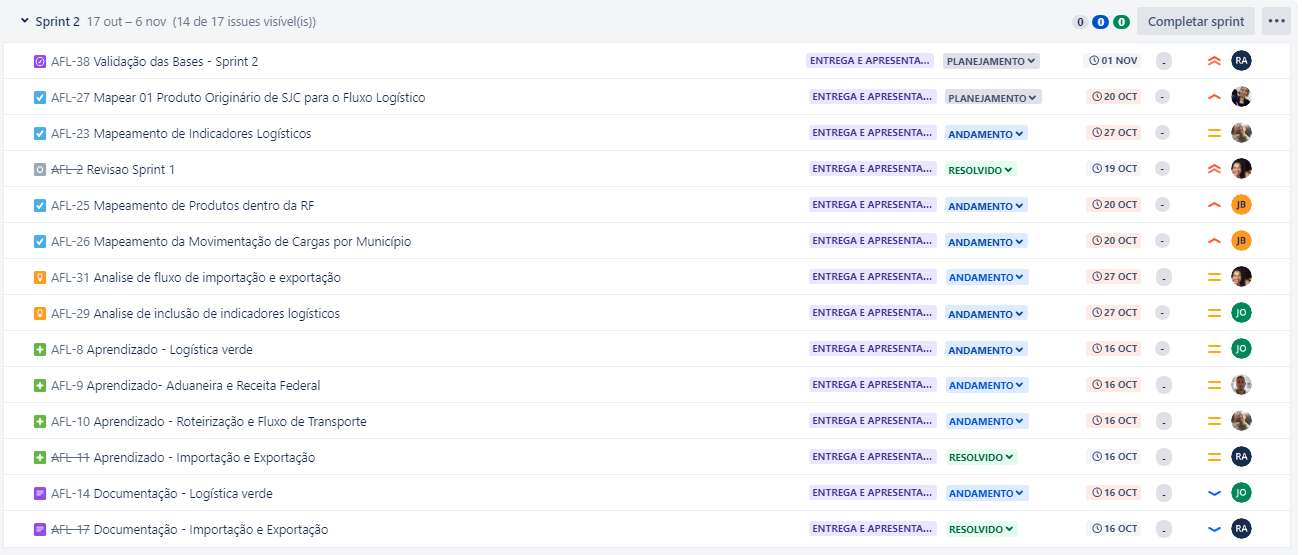 Sprint 2 17 out – 6 nov (14 de 17 issues visível(is)) 0 0 0 Completar sprint
AFL-38 Validação das Bases - Sprint 2 ENTREGA E APRESENTA... PLANEJAMENTO 01 NOV - RA
AFL-27 Mapear 01 Produto Originário de SJC para o Fluxo Logístico ENTREGA E APRESENTA... PLANEJAMENTO 20 OCT -
AFL-23 Mapeamento de Indicadores Logísticos ENTREGA E APRESENTA... ANDAMENTO 27 OCT -
AFL-2 Revisao Sprint 1 ENTREGA E APRESENTA... RESOLVIDO 19 OCT -
AFL-25 Mapeamento de Produtos dentro da RF ENTREGA E APRESENTA... ANDAMENTO 20 OCT - JB
AFL-26 Mapeamento da Movimentação de Cargas por Município ENTREGA E APRESENTA... ANDAMENTO 20 OCT - JB
AFL-31 Analise de fluxo de importação e exportação ENTREGA E APRESENTA... ANDAMENTO 27 OCT -
AFL-29 Analise de inclusão de indicadores logísticos ENTREGA E APRESENTA... ANDAMENTO 27 OCT - JO
AFL-8 Aprendizado - Logística verde ENTREGA E APRESENTA... ANDAMENTO 16 OCT - JO
AFL-9 Aprendizado- Aduaneira e Receita Federal ENTREGA E APRESENTA... ANDAMENTO 16 OCT -
AFL-10 Aprendizado - Roteirização e Fluxo de Transporte ENTREGA E APRESENTA... ANDAMENTO 16 OCT -
AFL-11 Aprendizado - Importação e Exportação ENTREGA E APRESENTA... RESOLVIDO 16 OCT - RA
AFL-14 Documentação - Logística verde ENTREGA E APRESENTA... ANDAMENTO 16 OCT - JO
AFL-17 Documentação - Importação e Exportação ENTREGA E APRESENTA... RESOLVIDO 16 OCT - RA